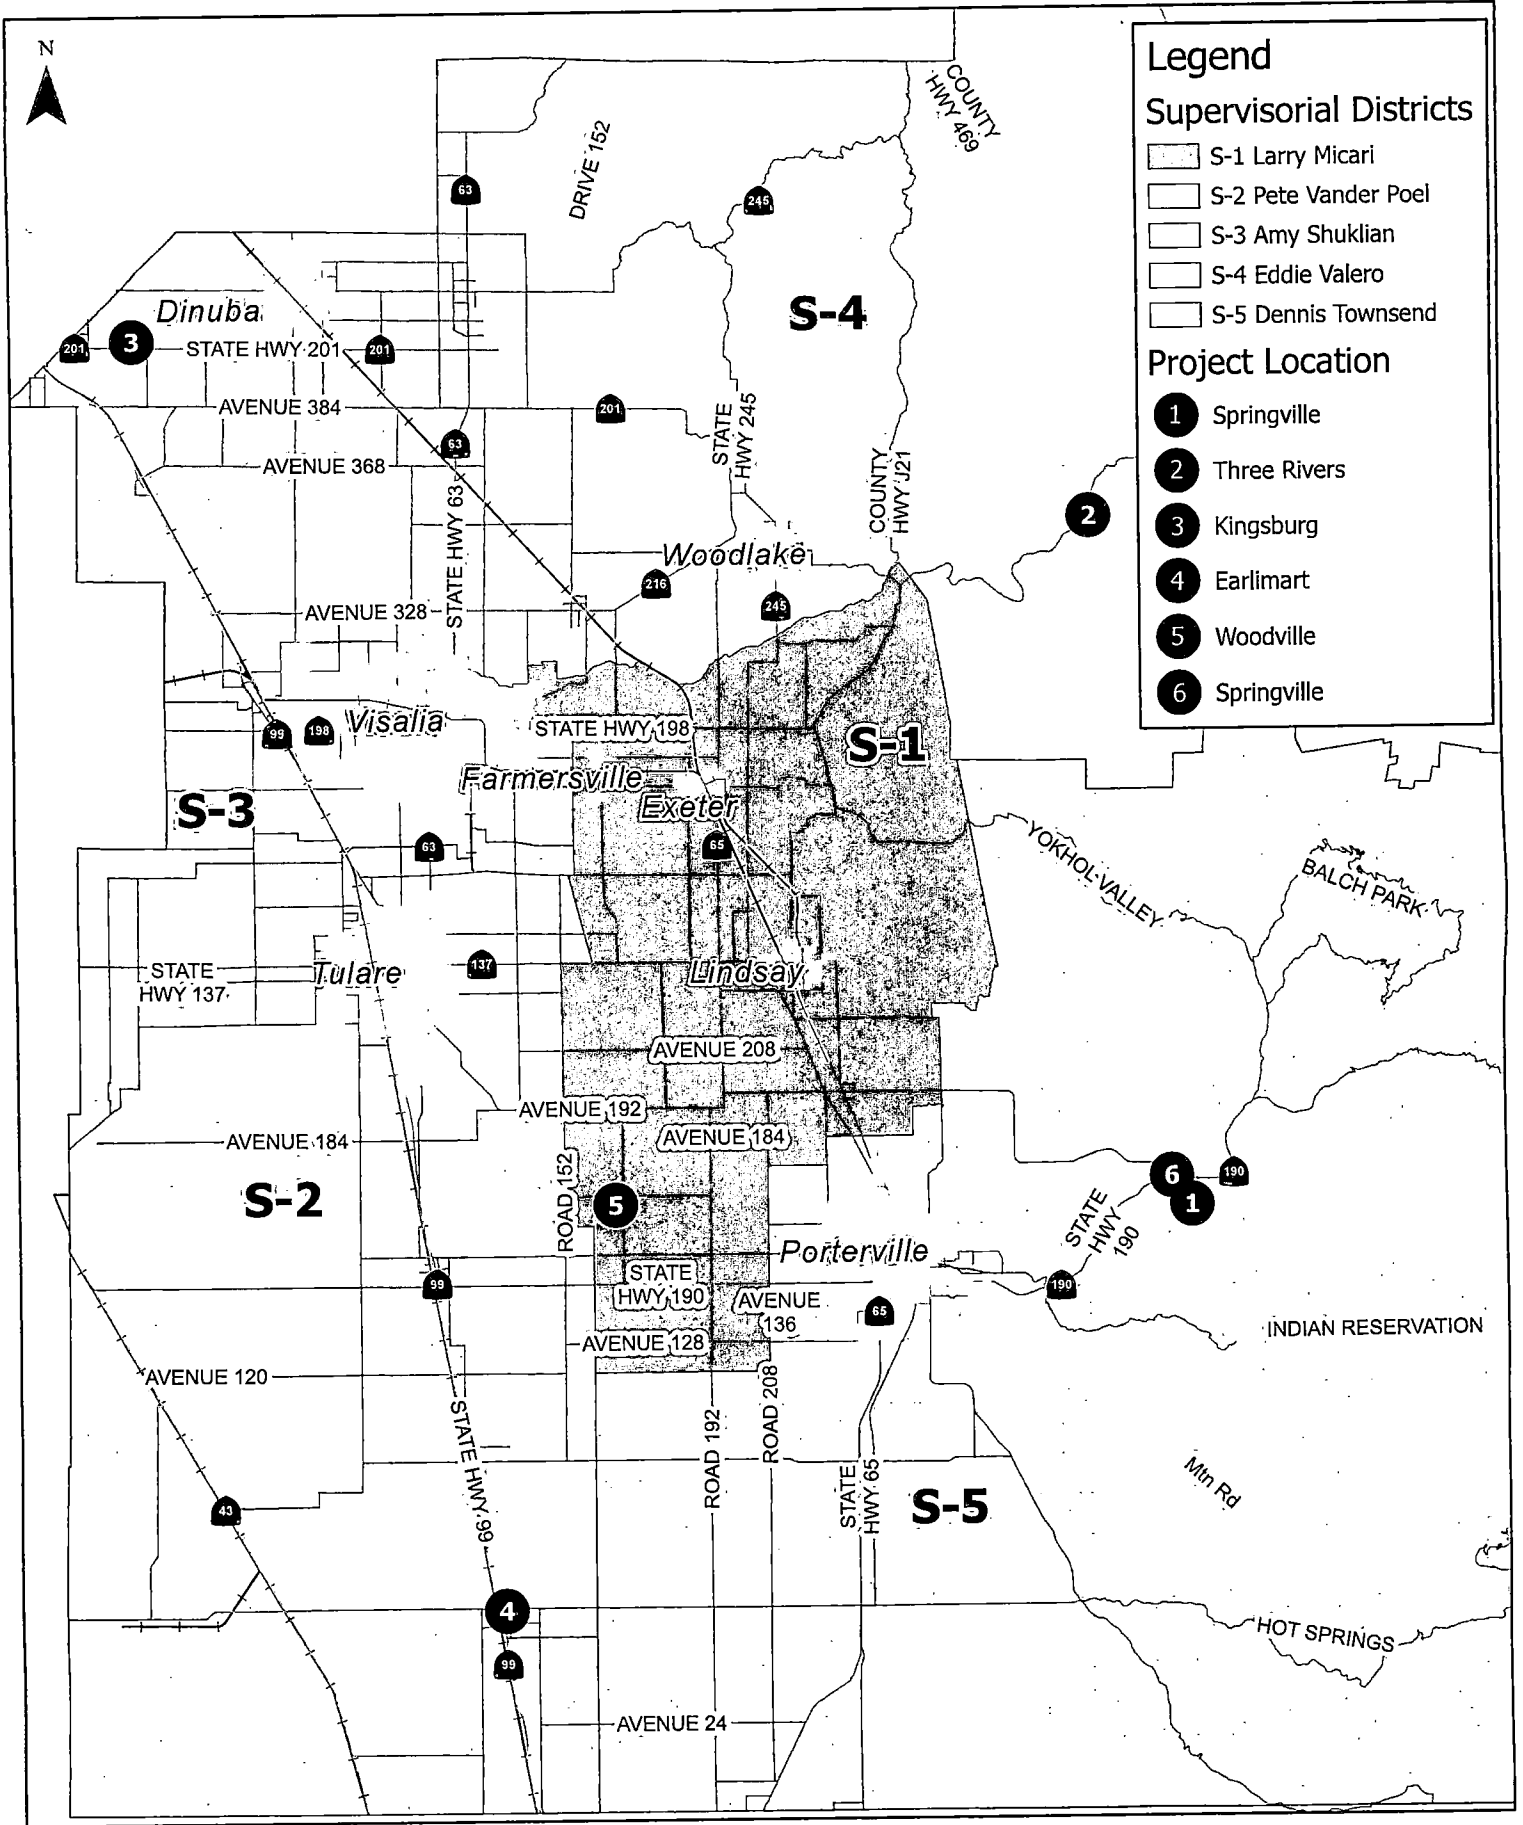 N
Legend
Supervisorial Districts
S-1 Larry Micari
S-2 Pete Vander Poel
S-3 Amy Shuklian
S-4 Eddie Valero
S-5 Dennis Townsend
Project Location
1 Springville
2 Three Rivers
3 Kingsburg
4 Earlimart
5 Woodville
6 Springville
COUNTY
HWY 469
DRIVE 152
63
245
S-4
Dinuba
201
3
STATE HWY 201
201
AVENUE 384
201
STATE
HWY 245
63
AVENUE 368
COUNTY
HWY J21
STATE HWY 63
2
Woodlake
216
245
AVENUE 328
Visalia
99
198
STATE HWY 198
S-1
Farmersville
Exeter
S-3
63
65
YOKHOL VALLEY
BALCH PARK
Tulare
137
STATE
HWY 137
Lindsay
AVENUE 208
AVENUE 192
AVENUE 184
AVENUE 184
S-2
ROAD 152
5
6
1
190
STATE
HWY
190
Porterville
STATE
HWY 190
99
190
AVENUE
136
65
AVENUE 128
INDIAN RESERVATION
AVENUE 120
STATE HWY 99
ROAD 192
ROAD 208
STATE
HWY 65
S-5
Mtn Rd
43
4
HOT SPRINGS
99
AVENUE 24